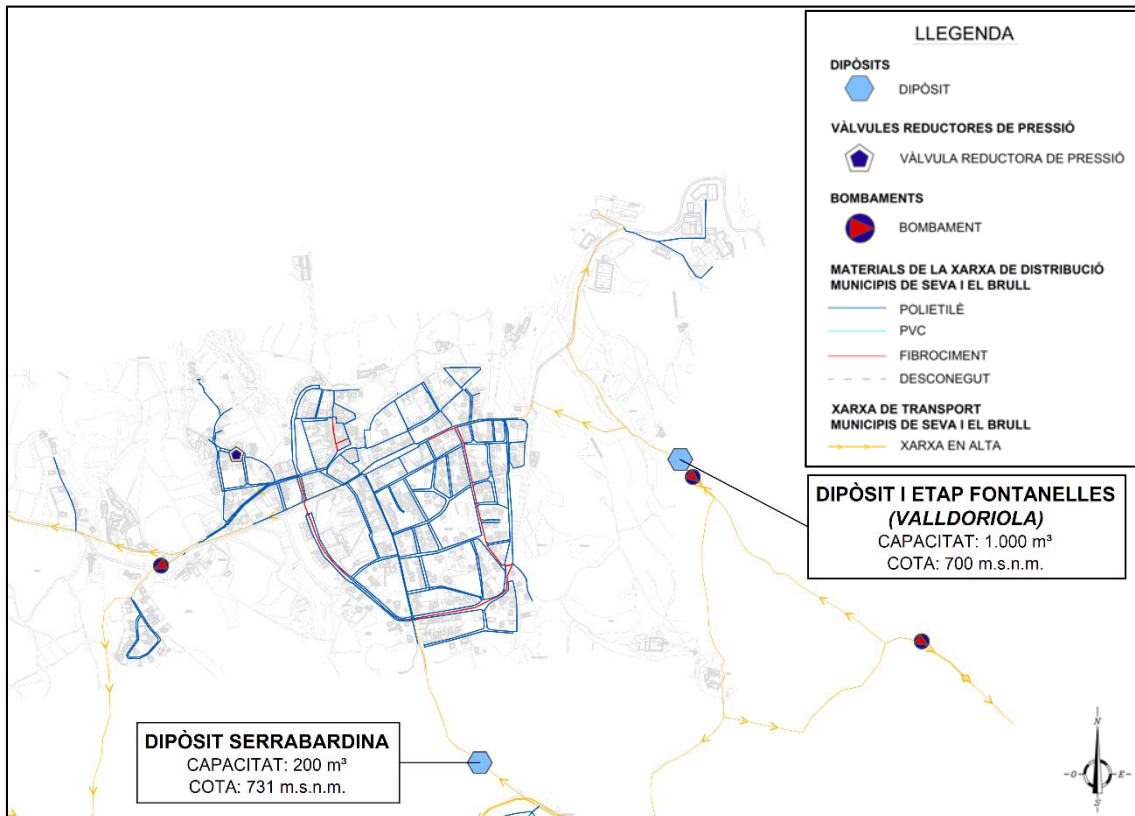 LLEGENDA
DIPÒSITS
DIPÒSIT
VÀLVULES REDUCTORES DE PRESSIÓ
VÀLVULA REDUCTORA DE PRESSIÓ
BOMBAMENTS
BOMBAMENT
MATERIALS DE LA XARXA DE DISTRIBUCIÓ
MUNICIPIS DE SEVA I EL BRULL
POLIETILÈ
PVC
FIBROCIMENT
DESCONEGUT
XARXA DE TRANSPORT
MUNICIPIS DE SEVA I EL BRULL
XARXA EN ALTA
DIPÒSIT I ETAP FONTANELLES
(VALLDORIOLA)
CAPACITAT: 1.000 m³
COTA: 700 m.s.n.m.
DIPÒSIT SERRABARDINA
CAPACITAT: 200 m³
COTA: 731 m.s.n.m.
N
O E
S